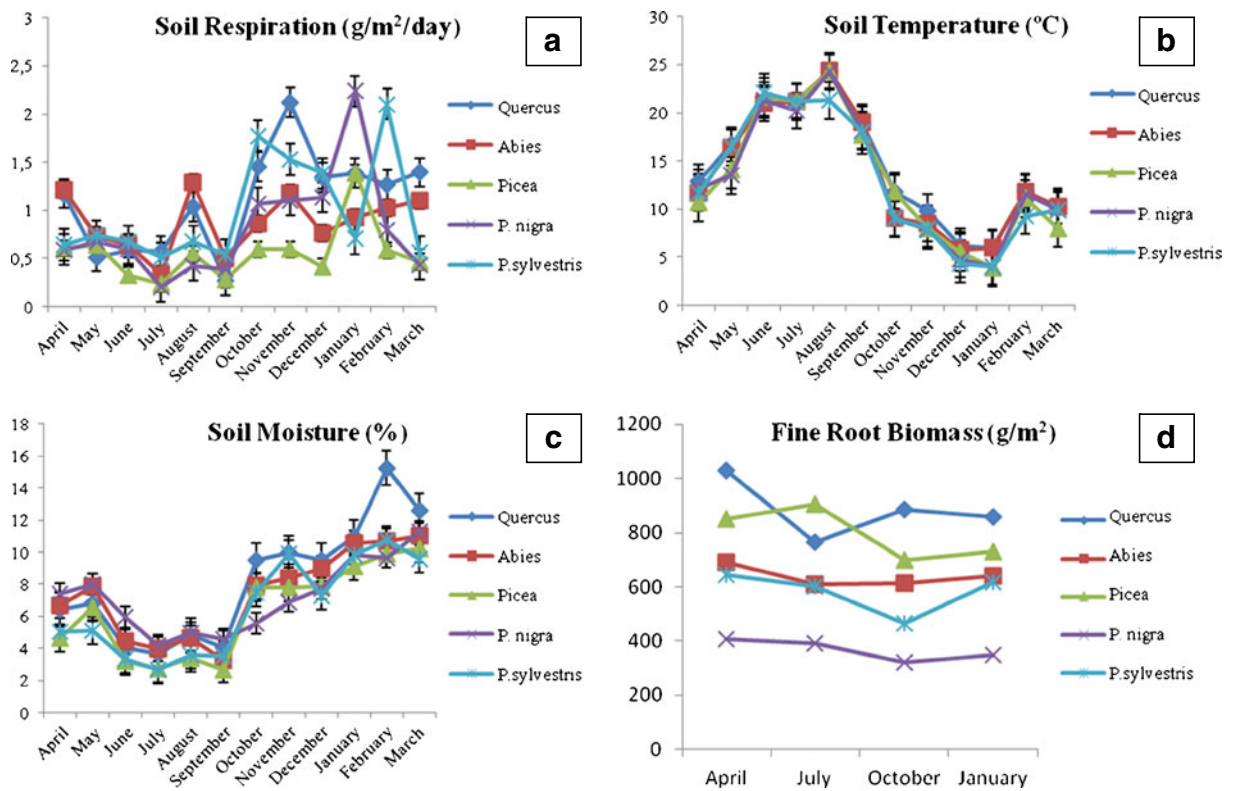 Soil Respiration (g/m²/day)
a
3
2,5
2
1,5
1
0,5
0
April
May
June
July
August
September
October
November
December
January
February
March
Quercus
Abies
Picea
P. nigra
P.sylvestris
Soil Temperature (ºC)
b
30
25
20
15
10
5
0
April
May
June
July
August
September
October
November
December
January
February
March
Quercus
Abies
Picea
P. nigra
P.sylvestris
Soil Moisture (%)
c
18
16
14
12
10
8
6
4
2
0
April
May
June
July
August
September
October
November
December
January
February
March
Quercus
Abies
Picea
P. nigra
P.sylvestris
Fine Root Biomass (g/m²)
d
1200
1000
800
600
400
200
0
April
July
October
January
Quercus
Abies
Picea
P. nigra
P.sylvestris